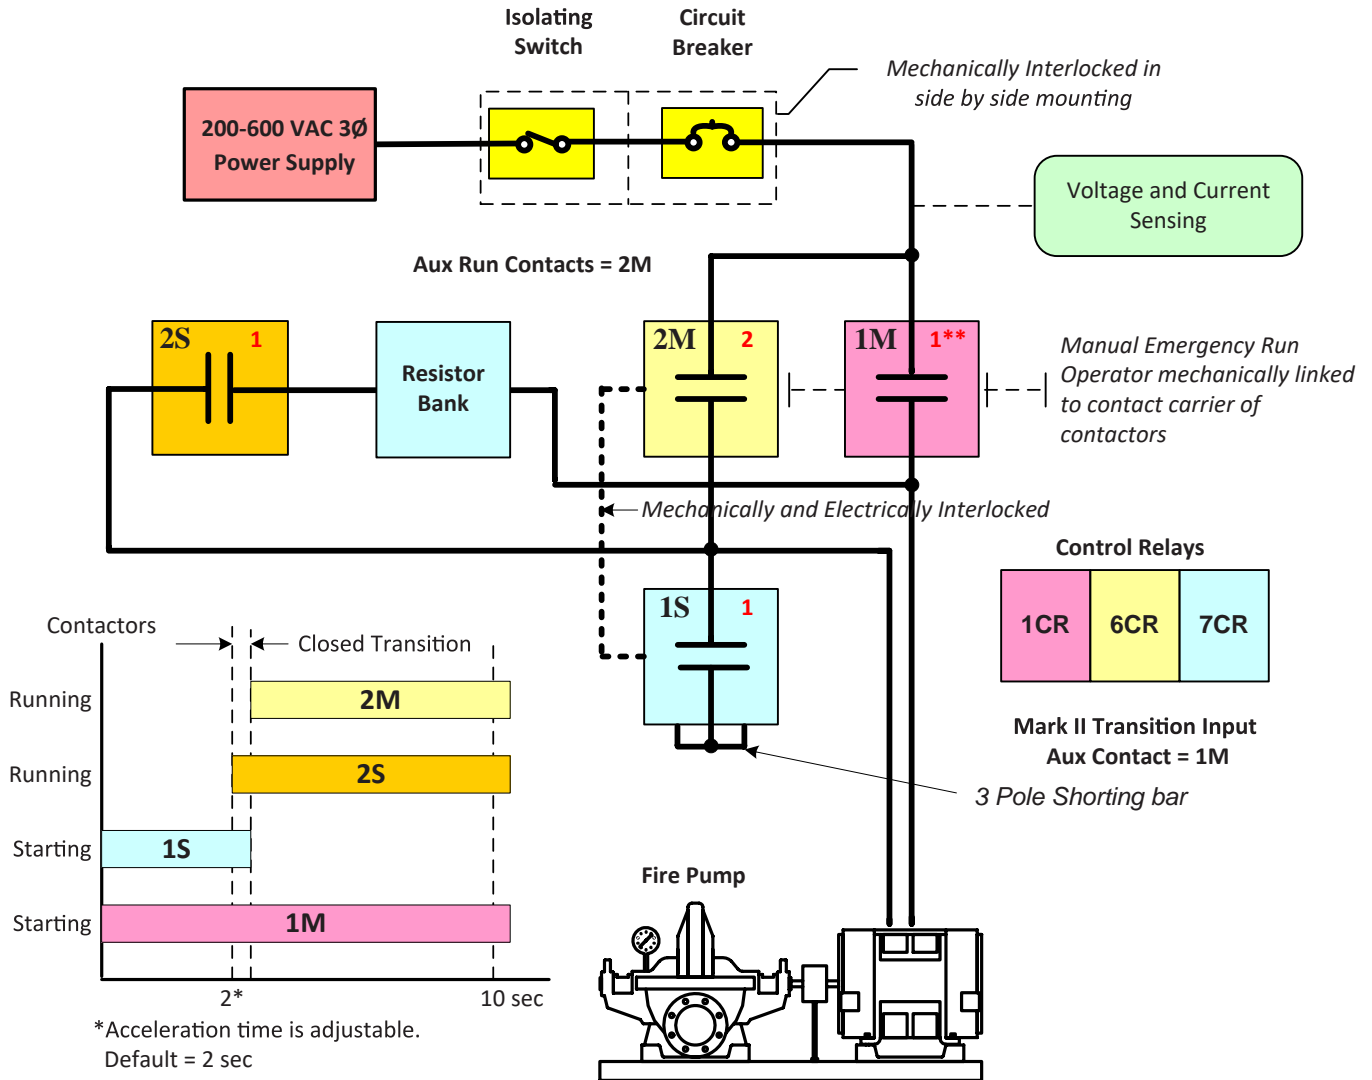 Isolating
Switch
Circuit
Breaker
Mechanically Interlocked in
side by side mounting
200-600 VAC 3Ø
Power Supply
Voltage and Current
Sensing
Aux Run Contacts = 2M
2S 1
Resistor
Bank
2M 2
1M 1**
Manual Emergency Run
Operator mechanically linked
to contact carrier of
contactors
Mechanically and Electrically Interlocked
1S 1
Control Relays
1CR 6CR 7CR
Mark II Transition Input
Aux Contact = 1M
3 Pole Shorting bar
Contactors
Closed Transition
Running 2M
Running 2S
Starting 1S
Starting 1M
2* 10 sec
*Acceleration time is adjustable.
Default = 2 sec
Fire Pump